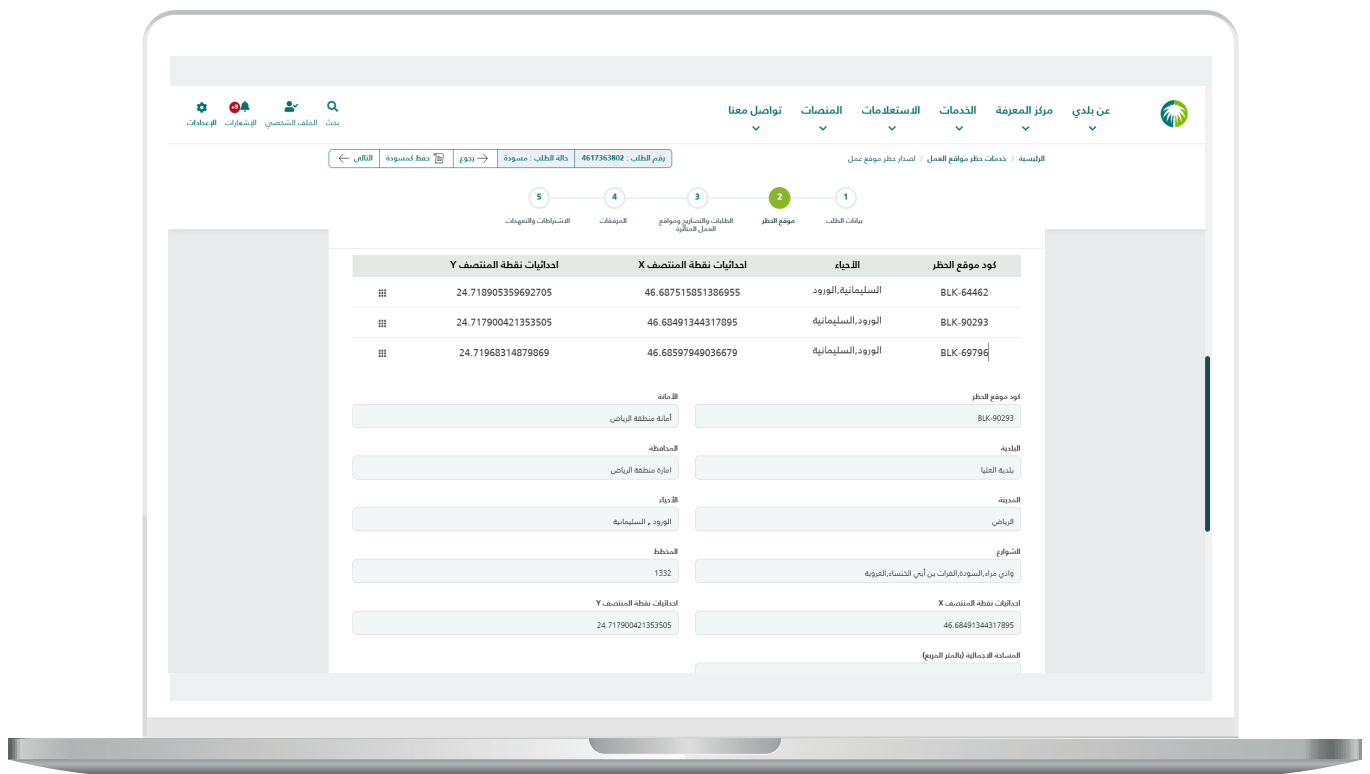 عن بلدي
مركز المعرفة
الخدمات
الاستعلامات
المنصات
تواصل معنا
بحث
الملف الشخصي
+9
الإشعارات
الإعدادات
الرئيسية / خدمات حظر مواقع العمل / اصدار حظر موقع عمل
رقم الطلب : 4617363802
حالة الطلب : مسودة
رجوع
حفظ كمسودة
التالي
1
2
3
4
5
بيانات الطلب
موقع الحظر
الطلبات والتصاريح ومواقع
العمل المتأثرة
المرفقات
الاشتراطات والتعهدات
كود موقع الحظر الأحياء احداثيات نقطة المنتصف X احداثيات نقطة المنتصف Y
BLK-64462 السليمانية,الورود 46.687515851386955 24.718905359692705
BLK-90293 الورود,السليمانية 46.68491344317895 24.717900421353505
BLK-69796 الورود,السليمانية 46.68597949036679 24.71968314879869
كود موقع الحظر الأمانة
BLK-90293 أمانة منطقة الرياض
البلدية المحافظة
بلدية العليا امارة منطقة الرياض
المدينة الأحياء
الرياض الورود , السليمانية
الشوارع المخطط
وادي مراء,السودة,الفرات بن أبي الخنساء,العروبة 1332
احداثيات نقطة المنتصف X احداثيات نقطة المنتصف Y
46.68491344317895 24.717900421353505
المساحة الاجمالية (بالمتر المربع)